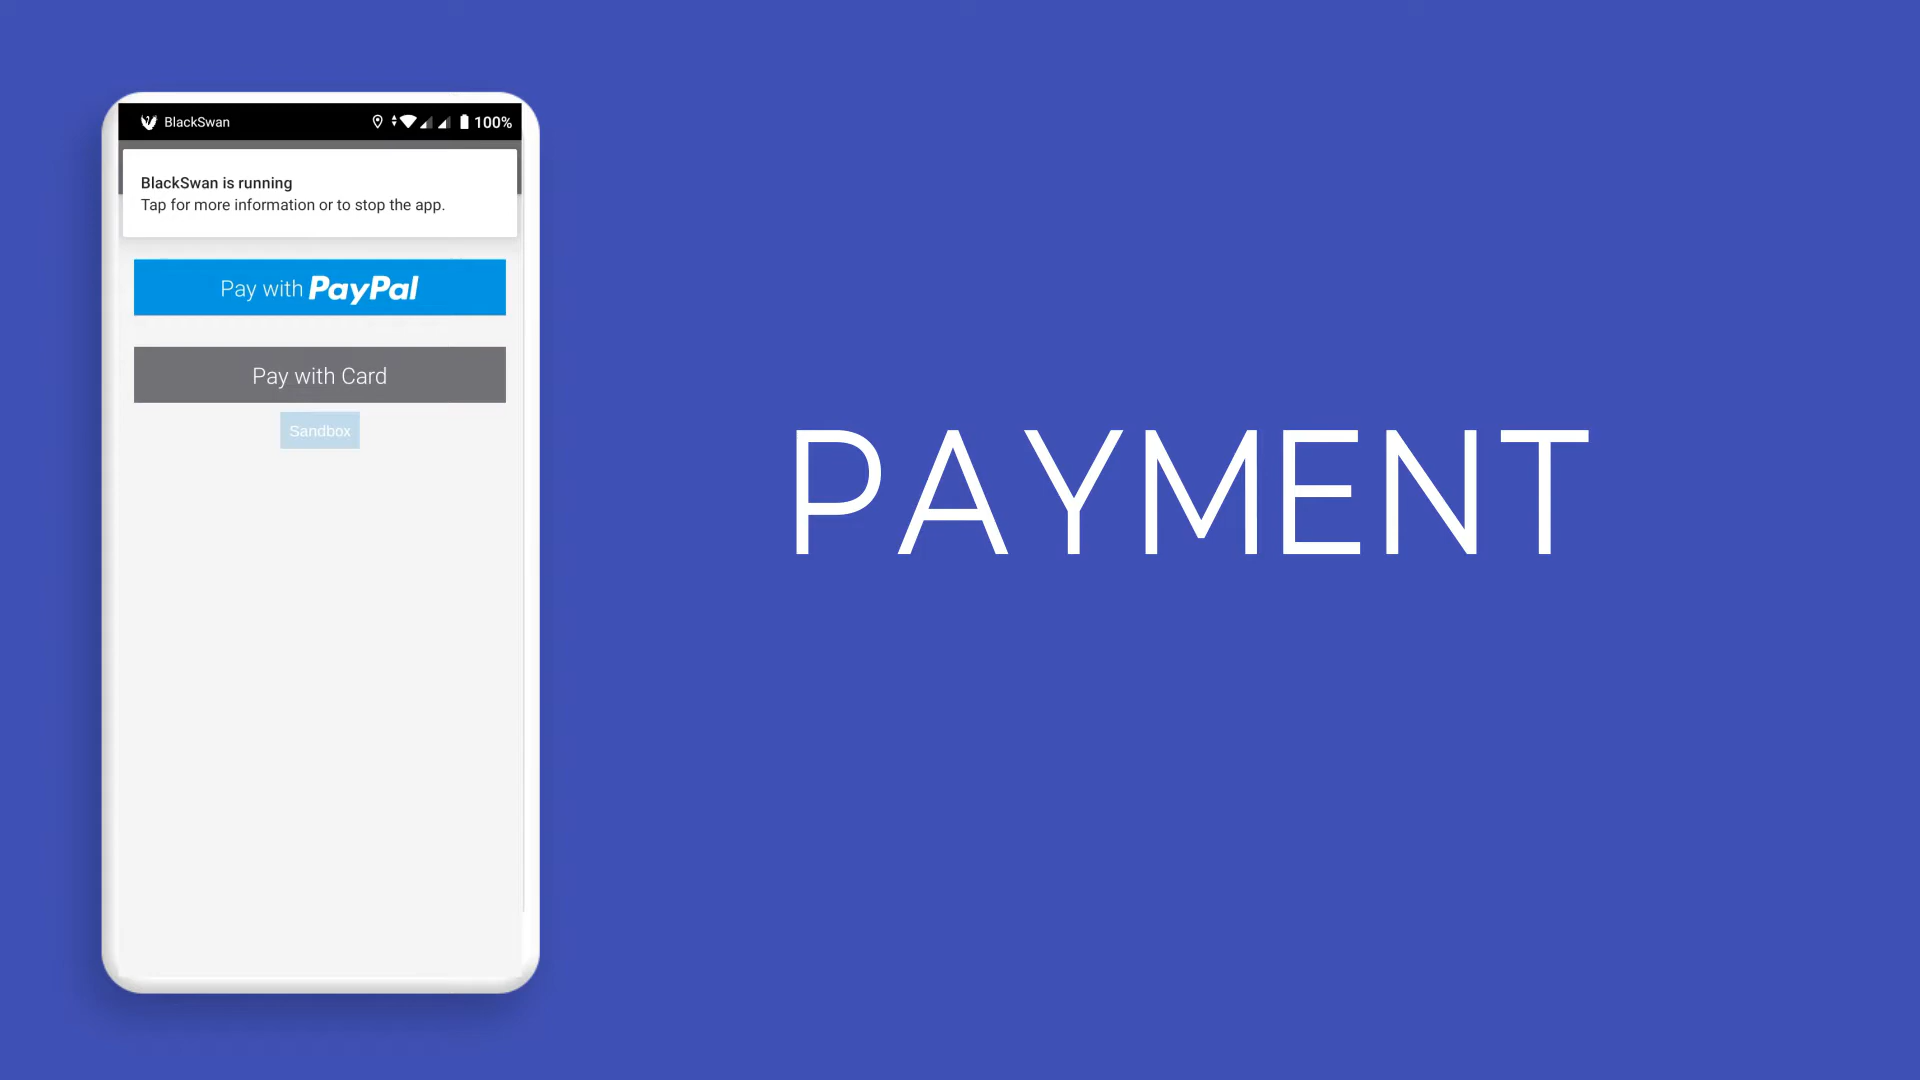 BlackSwan 100%
BlackSwan is running
Tap for more information or to stop the app.
Pay with PayPal
Pay with Card
Sandbox
PAYMENT